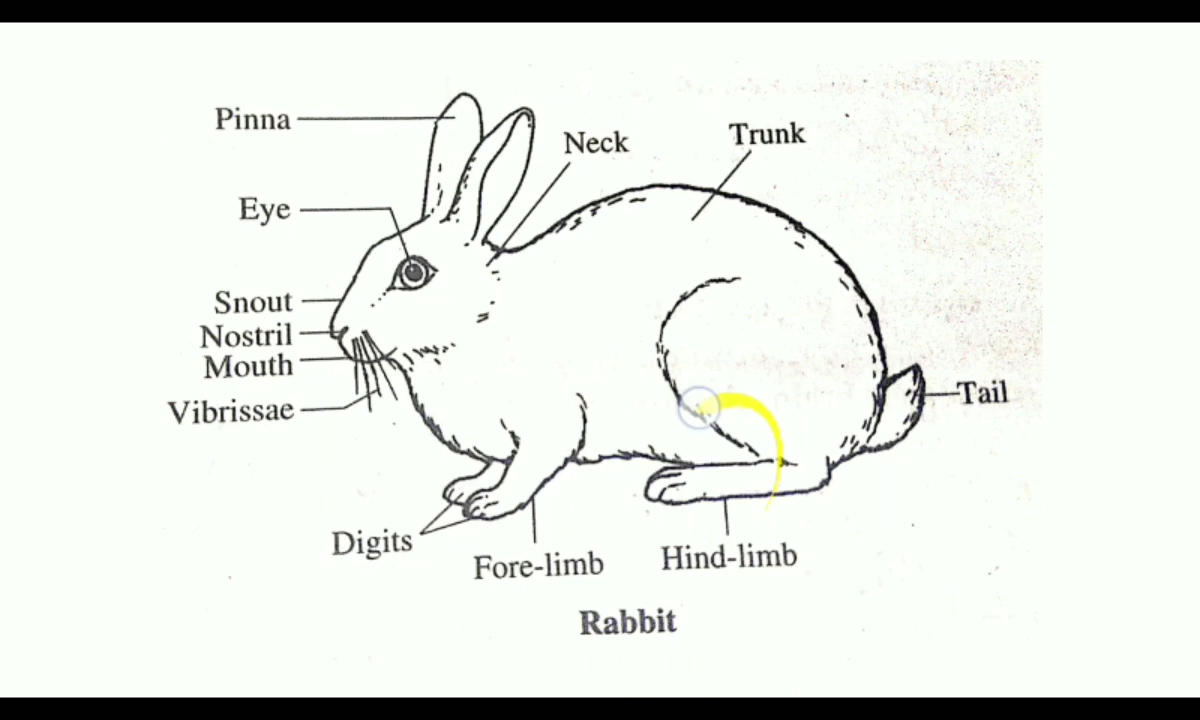 Pinna
Neck
Trunk
Eye
Snout
Nostril
Mouth
Vibrissae
Tail
Digits
Fore-limb
Hind-limb
Rabbit